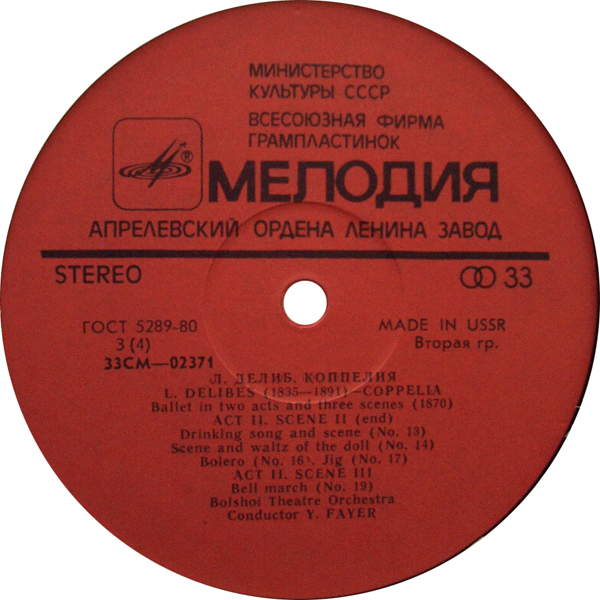 МИНИСТЕРСТВО
КУЛЬТУРЫ СССР
ВСЕСОЮЗНАЯ ФИРМА
ГРАМПЛАСТИНОК
®
МЕЛОДИЯ
АПРЕЛЕВСКИЙ ОРДЕНА ЛЕНИНА ЗАВОД
STEREO 33
ГОСТ 5289-80 MADE IN USSR
3 (4) Вторая гр.
33СМ—02371
Л. ДЕЛИБ. КОППЕЛИЯ
L. DELIBES (1835—1891)—COPPELIA
Ballet in two acts and three scenes (1870)
ACT II. SCENE II (end)
Drinking song and scene (No. 13)
Scene and waltz of the doll (No. 14)
Bolero (No. 16), Jig (No. 17)
ACT II. SCENE III
Bell march (No. 19)
Bolshoi Theatre Orchestra
Conductor Y. FAYER